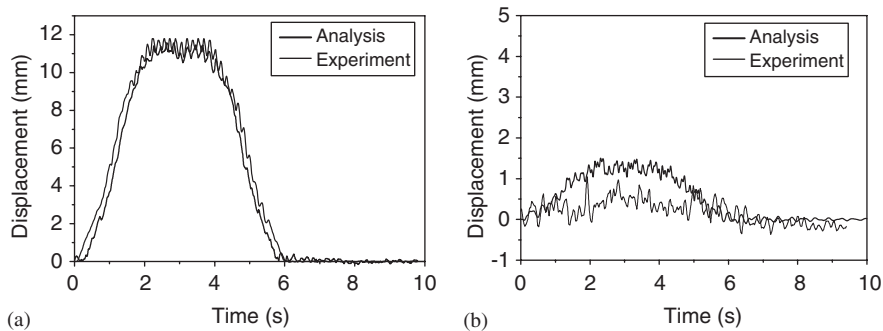 12
10
8
6
4
2
0
0 2 4 6 8 10
Displacement (mm)
Time (s)
Analysis
Experiment
(a)
5
4
3
2
1
0
-1
0 2 4 6 8 10
Displacement (mm)
Time (s)
Analysis
Experiment
(b)